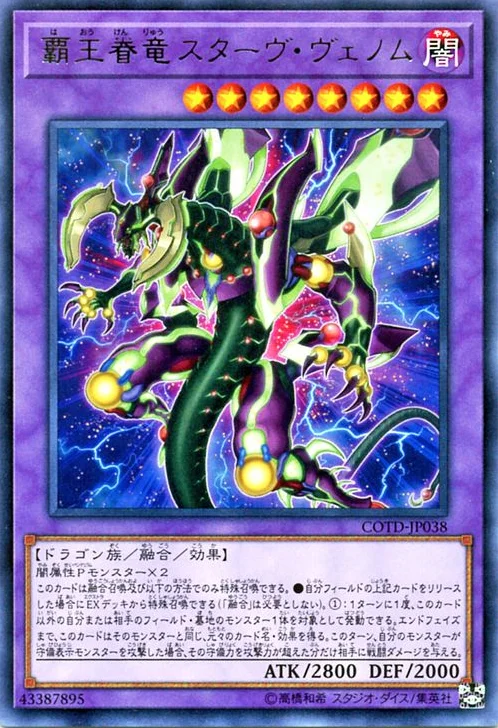 覇王眷竜スターヴ・ヴェノム 闇
COTD-JP038
【ドラゴン族/融合/効果】
闇属性Pモンスター×2
このカードは融合召喚及び以下の方法でのみ特殊召喚できる。●自分フィールドの上記カードをリリース
した場合にEXデッキから特殊召喚できる(「融合」は必要としない)。①:1ターンに1度、このカード
以外の自分または相手のフィールド・墓地のモンスター1体を対象として発動できる。エンドフェイズ
まで、このカードはそのモンスターと同じ、元々のカード名・効果を得る。このターン、自分のモンスターが
守備表示モンスターを攻撃した場合、その守備力を攻撃力が超えた分だけ相手に戦闘ダメージを与える。
ATK/2800 DEF/2000
43387895 ©高橋和希 スタジオ・ダイス/集英社